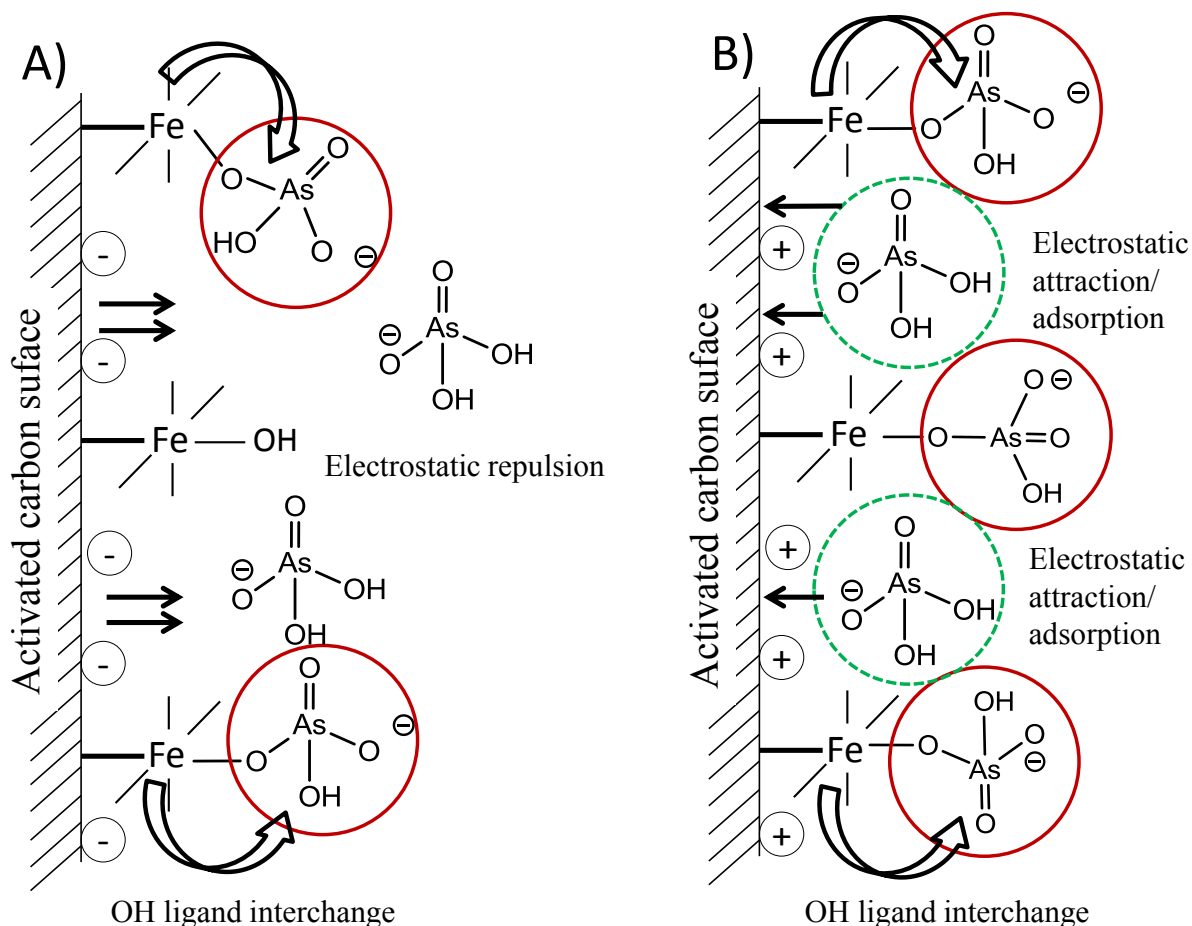 A)
Activated carbon suface
Fe
O
As
O
HO
O
⊖
-
-
O
As
⊖
O
OH
OH
Fe
OH
Electrostatic repulsion
-
O
As
⊖
O
OH
OH
-
Fe
O
As
O
O
⊖
OH
-
OH ligand interchange
B)
Activated carbon suface
Fe
O
As
O
O
⊖
OH
+
O
As
⊖
O
OH
OH
+
Electrostatic
attraction/
adsorption
Fe
O
As
O
⊖
O
OH
+
O
As
⊖
O
OH
OH
+
Electrostatic
attraction/
adsorption
Fe
O
As
OH
O
⊖
O
+
OH ligand interchange